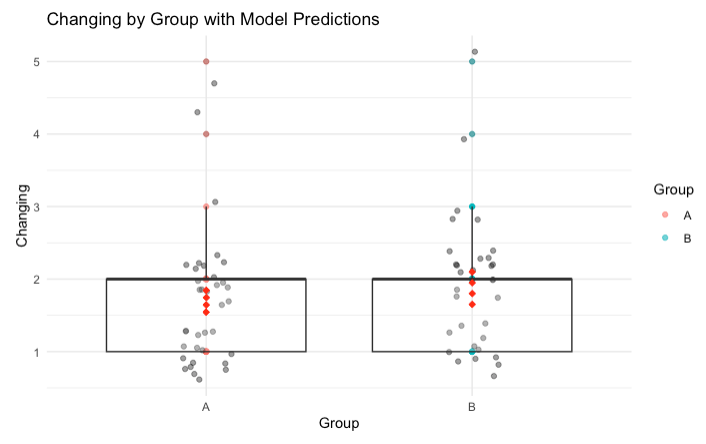 Changing by Group with Model Predictions
5
4
3
2
1
Changing
A
B
Group
Group
A
B